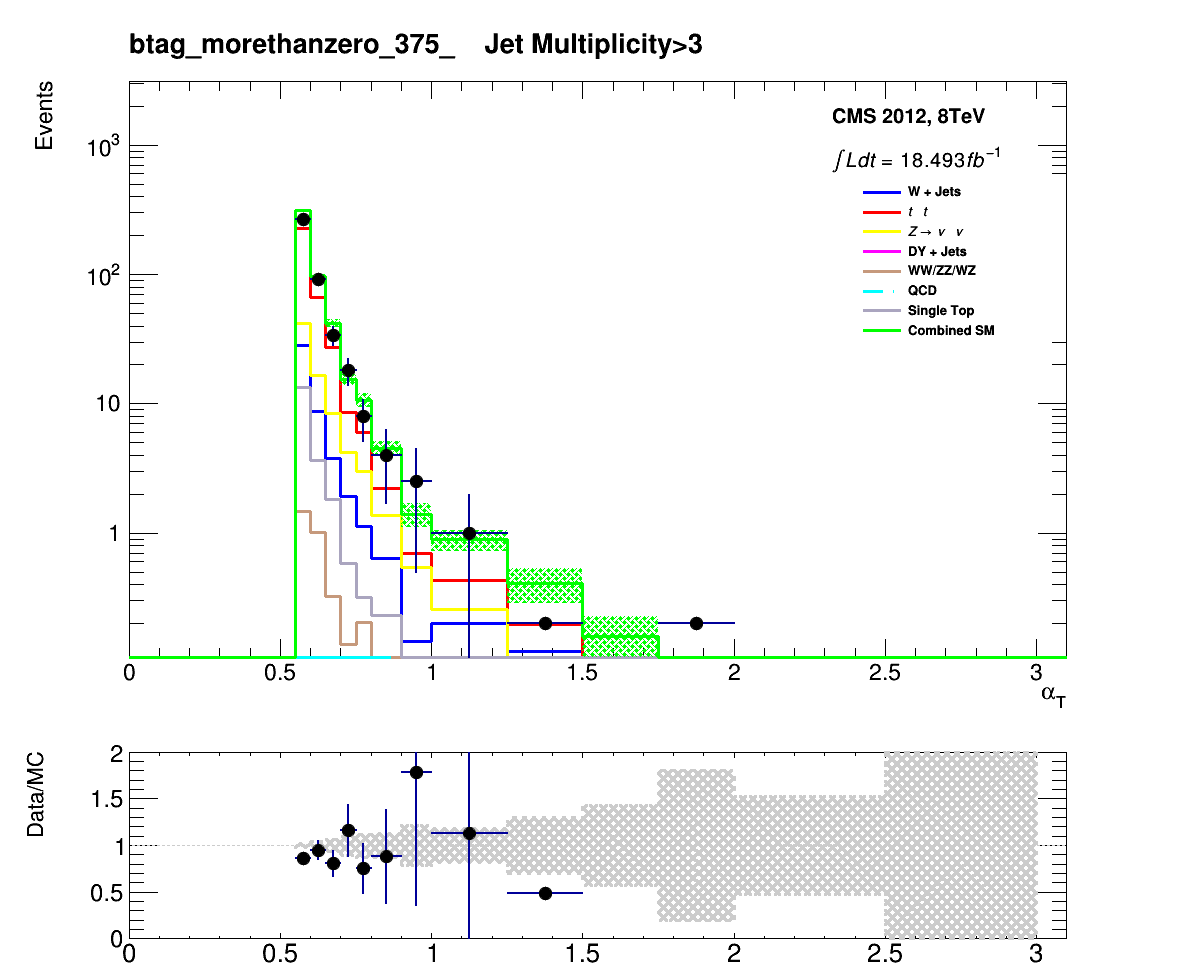 btag_morethanzero_375_ Jet Multiplicity>3
Events
CMS 2012, 8TeV
∫Ldt = 18.493fb⁻¹
W + Jets
t t
Z→ ν ν
DY + Jets
WW/ZZ/WZ
QCD
Single Top
Combined SM
10³
10²
10
1
0 0.5 1 1.5 2 2.5 3
α_T
Data/MC
2
1.5
1
0.5
0
0 0.5 1 1.5 2 2.5 3